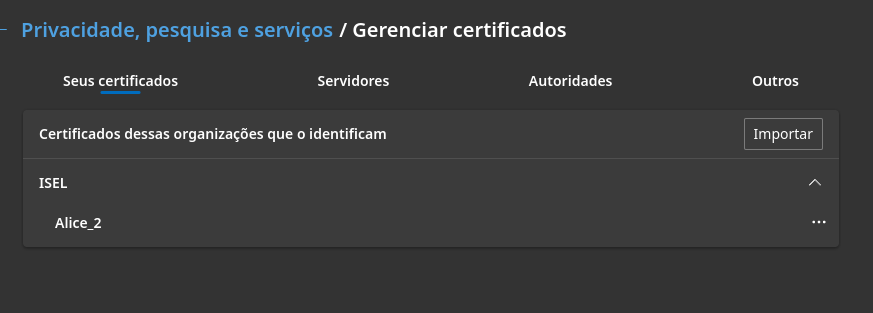 Privacidade, pesquisa e serviços / Gerenciar certificados
Seus certificados Servidores Autoridades Outros
Certificados dessas organizações que o identificam Importar
ISEL
Alice_2